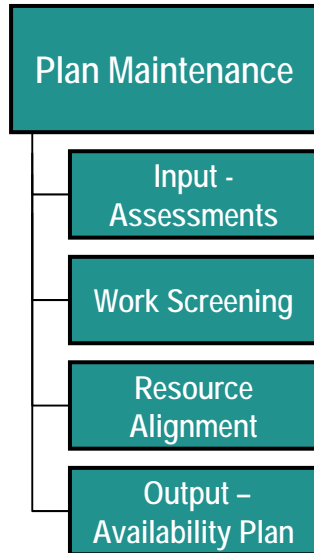 Plan Maintenance
Input -
Assessments
Work Screening
Resource
Alignment
Output –
Availability Plan